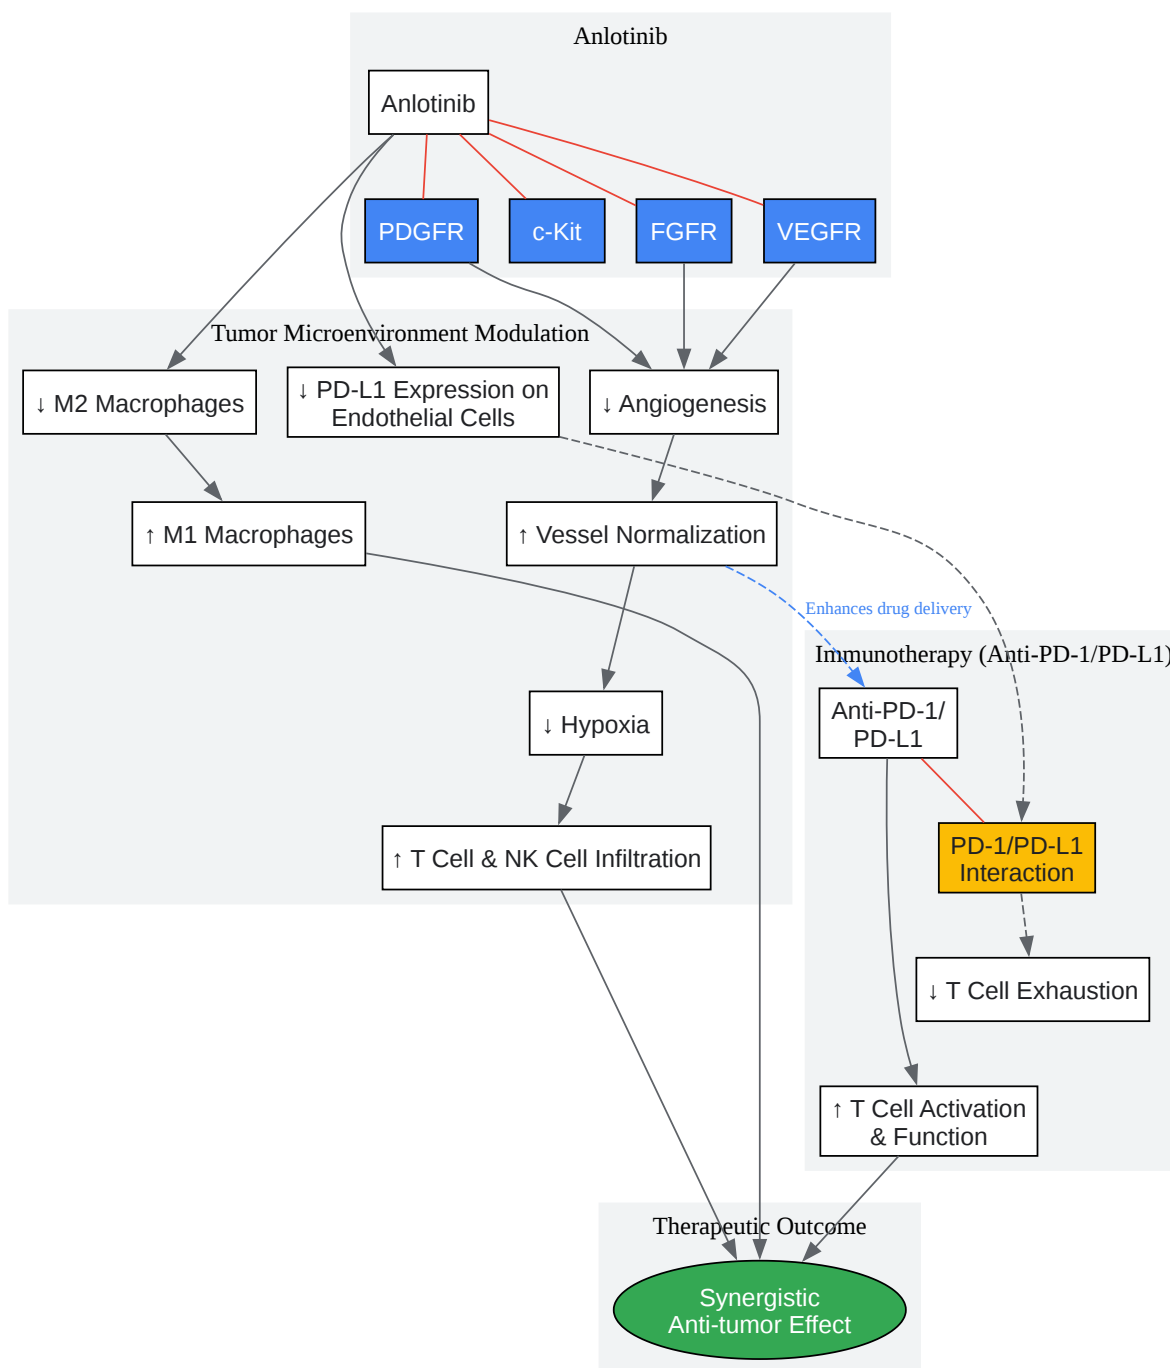 Anlotinib
Anlotinib
PDGFR
c-Kit
FGFR
VEGFR
Tumor Microenvironment Modulation
↓ M2 Macrophages
↓ PD-L1 Expression on
Endothelial Cells
↓ Angiogenesis
↑ M1 Macrophages
↑ Vessel Normalization
Enhances drug delivery
Immunotherapy (Anti-PD-1/PD-L1)
↓ Hypoxia
Anti-PD-1/
PD-L1
↑ T Cell & NK Cell Infiltration
PD-1/PD-L1
Interaction
↓ T Cell Exhaustion
↑ T Cell Activation
& Function
Therapeutic Outcome
Synergistic
Anti-tumor Effect